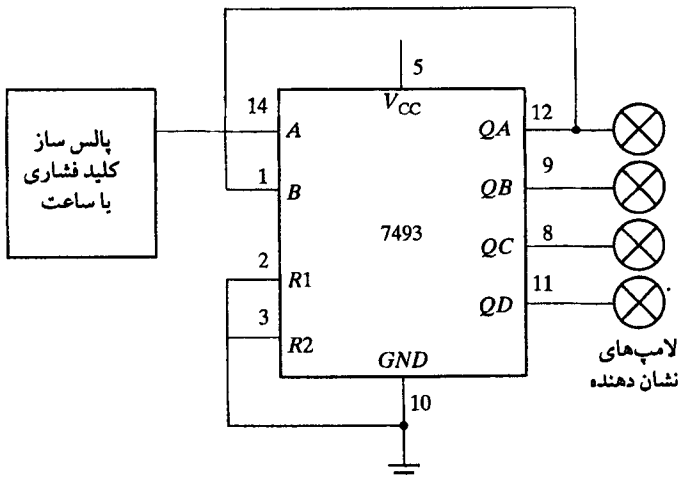 5
V_CC
14
A
QA
12
پالس ساز
کلید فشاری
یا ساعت
1
B
QB
9
7493
QC
8
2
R1
QD
11
3
R2
GND
10
لامپ‌های
نشان دهنده